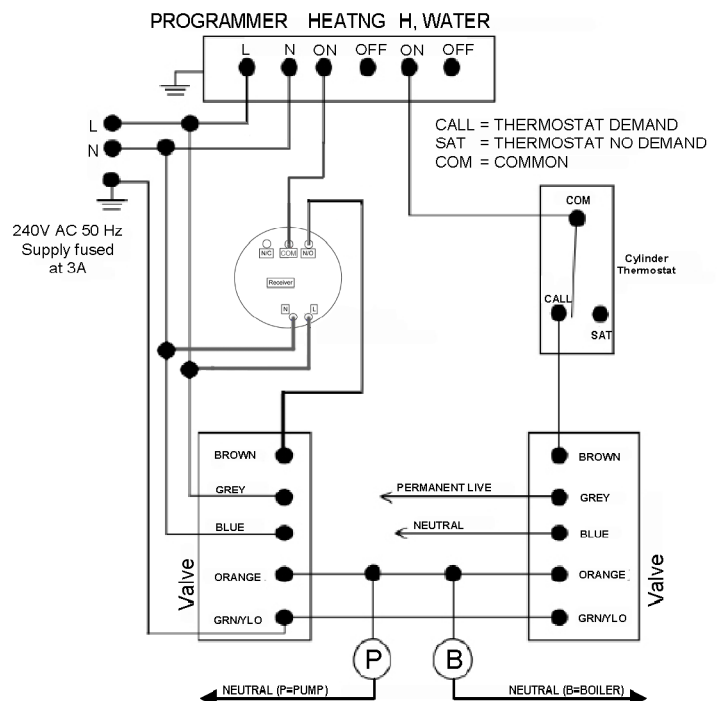 PROGRAMMER HEATNG H, WATER
L N ON OFF ON OFF
L
N
CALL = THERMOSTAT DEMAND
SAT = THERMOSTAT NO DEMAND
COM = COMMON
240V AC 50 Hz
Supply fused
at 3A
N/C COM N/O
Receiver
N L
COM
Cylinder
Thermostat
CALL
SAT
BROWN
GREY
BLUE
ORANGE
GRN/YLO
Valve
PERMANENT LIVE
NEUTRAL
BROWN
GREY
BLUE
ORANGE
GRN/YLO
Valve
P B
NEUTRAL (P=PUMP)
NEUTRAL (B=BOILER)